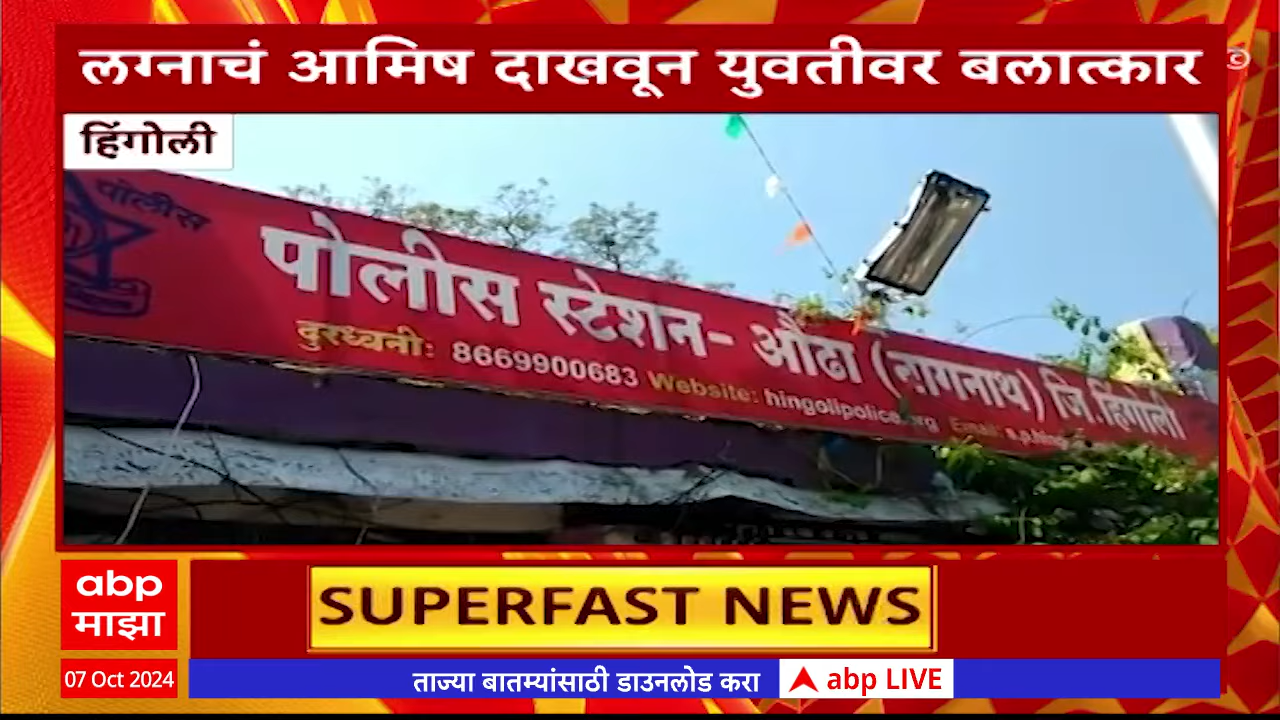 लग्नाचं आमिष दाखवून युवतीवर बलात्कार
हिंगोली
पोलीस
पोलीस स्टेशन- औंढा (नागनाथ) जि.हिंगोली
दुरध्वनी: 8669900683 Website: hingolipolice.org Email:
SUPERFAST NEWS
abp
माझा
07 Oct 2024
ताज्या बातम्यांसाठी डाउनलोड करा abp LIVE